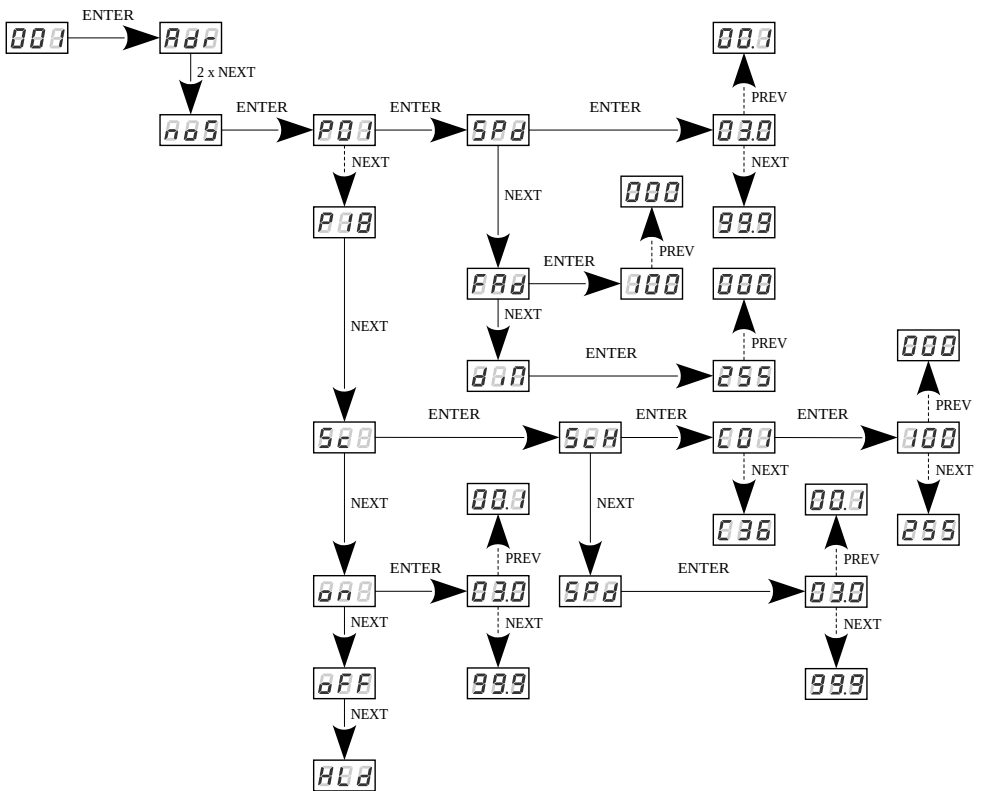 ENTER
001
Adr
00.1
2 x NEXT
PREV
ENTER
ENTER
ENTER
noS
P01
SPd
03.0
NEXT
NEXT
NEXT
000
P18
99.9
PREV
ENTER
FAd
100
000
NEXT
PREV
NEXT
ENTER
000
din
255
PREV
ENTER
ENTER
ENTER
Sc
ScH
C01
100
NEXT
NEXT
NEXT
NEXT
00.1
00.1
C36
255
PREV
PREV
ENTER
ENTER
on
03.0
SPd
03.0
NEXT
NEXT
NEXT
oFF
99.9
99.9
NEXT
HLd